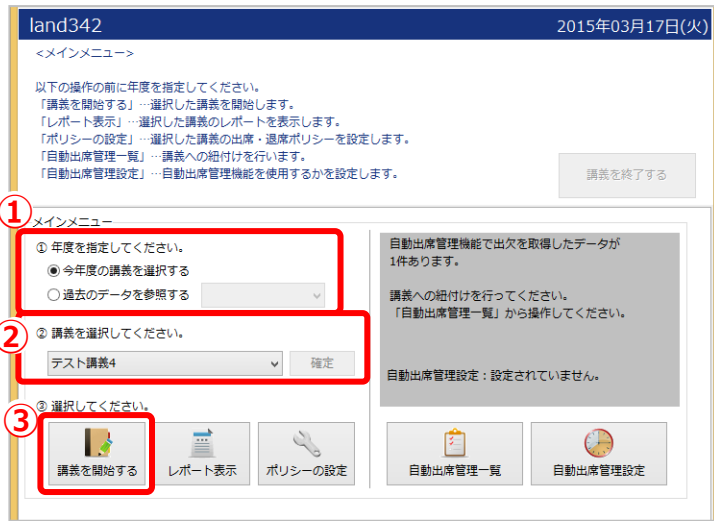 land342 2015年03月17日(火)
<メインメニュー>
以下の操作の前に年度を指定してください。
「講義を開始する」…選択した講義を開始します。
「レポート表示」…選択した講義のレポートを表示します。
「ポリシーの設定」…選択した講義の出席・退席ポリシーを設定します。
「自動出席管理一覧」…講義への紐付けを行います。
「自動出席管理設定」…自動出席管理機能を使用するかを設定します。
講義を終了する
①
メインメニュー
① 年度を指定してください。
今年度の講義を選択する
過去のデータを参照する
②
② 講義を選択してください。
テスト講義4
確定
③
③ 選択してください。
講義を開始する
レポート表示
ポリシーの設定
自動出席管理機能で出欠を取得したデータが
1件あります。
講義への紐付けを行ってください。
「自動出席管理一覧」から操作してください。
自動出席管理設定：設定されていません。
自動出席管理一覧
自動出席管理設定